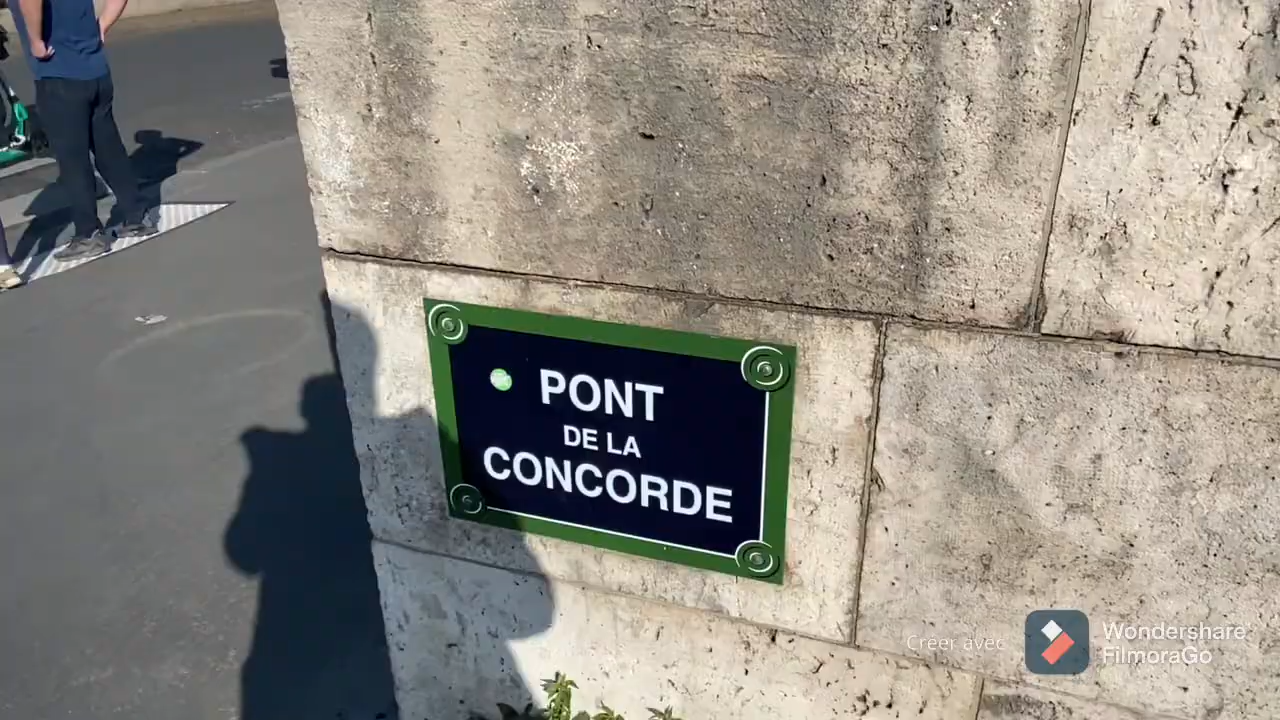 PONT
DE LA
CONCORDE
Creer avec
Wondershare
FilmoraGo